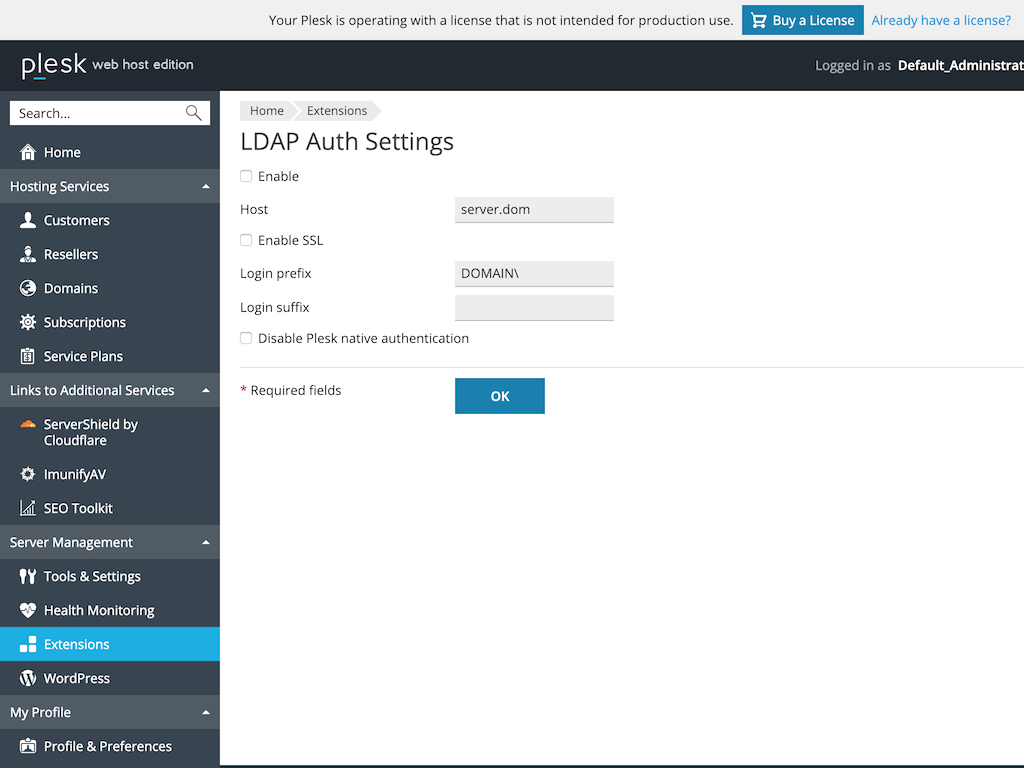 Your Plesk is operating with a license that is not intended for production use. Buy a License Already have a license?
plesk web host edition
Logged in as Default_Administrat
Search...
Home
Hosting Services
Customers
Resellers
Domains
Subscriptions
Service Plans
Links to Additional Services
ServerShield by
Cloudflare
ImunifyAV
SEO Toolkit
Server Management
Tools & Settings
Health Monitoring
Extensions
WordPress
My Profile
Profile & Preferences
Home Extensions
LDAP Auth Settings
Enable
Host server.dom
Enable SSL
Login prefix DOMAIN\
Login suffix
Disable Plesk native authentication
* Required fields OK